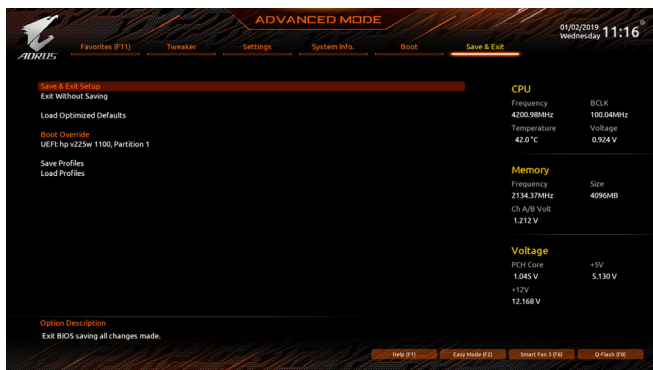 ADVANCED MODE
01/02/2019
Wednesday 11:16
AORUS
Favorites (F11) Tweaker Settings System Info. Boot Save & Exit
Save & Exit Setup
Exit Without Saving
Load Optimized Defaults
Boot Override
UEFI: hp v225w 1100, Partition 1
Save Profiles
Load Profiles
CPU
Frequency BCLK
4200.98MHz 100.04MHz
Temperature Voltage
42.0 °C 0.924 V
Memory
Frequency Size
2134.37MHz 4096MB
Ch A/B Volt
1.212 V
Voltage
PCH Core +5V
1.045 V 5.130 V
+12V
12.168 V
Option Description
Exit BIOS saving all changes made.
Help (F1) Easy Mode (F2) Smart Fan 5 (F6) Q-Flash (F8)